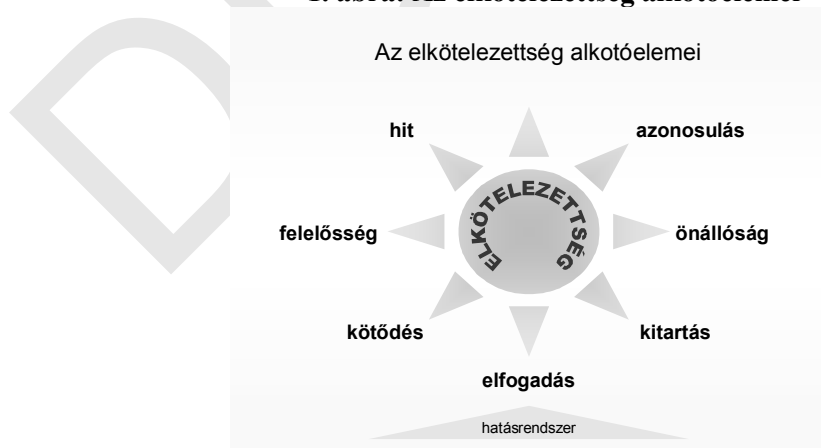 Az elkötelezettség alkotóelemei
hit
azonosulás
ELKÖTELEZETTSÉG
felelősség
önállóság
kötődés
kitartás
elfogadás
hatásrendszer